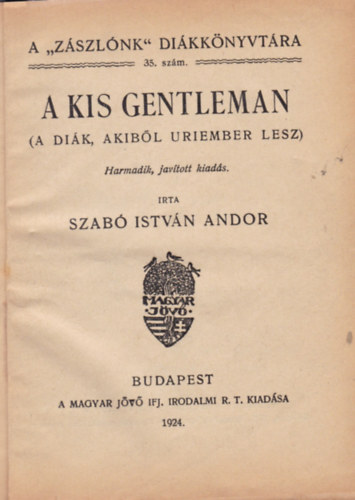 A „ZÁSZLÓNK“ DIÁKKÖNYVTÁRA
35. szám.
A KIS GENTLEMAN
(A DIÁK, AKIBŐL URIEMBER LESZ)
Harmadik, javított kiadás.
IRTA
SZABÓ ISTVÁN ANDOR
MAGYAR
JÖVŐ
BUDAPEST
A MAGYAR JÖVŐ IFJ. IRODALMI R. T. KIADÁSA
1924.